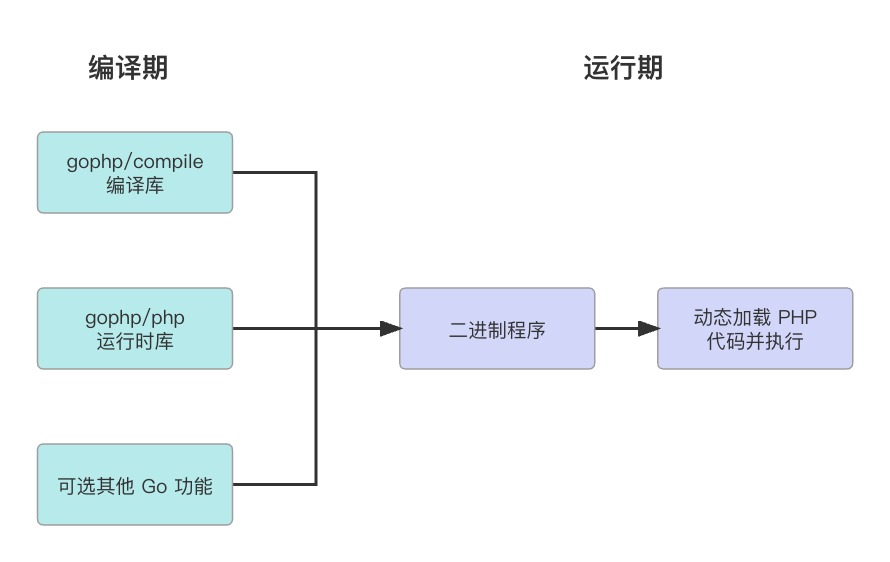 编译期
运行期
gophp/compile
编译库
gophp/php
运行时库
二进制程序
动态加载 PHP
代码并执行
可选其他 Go 功能